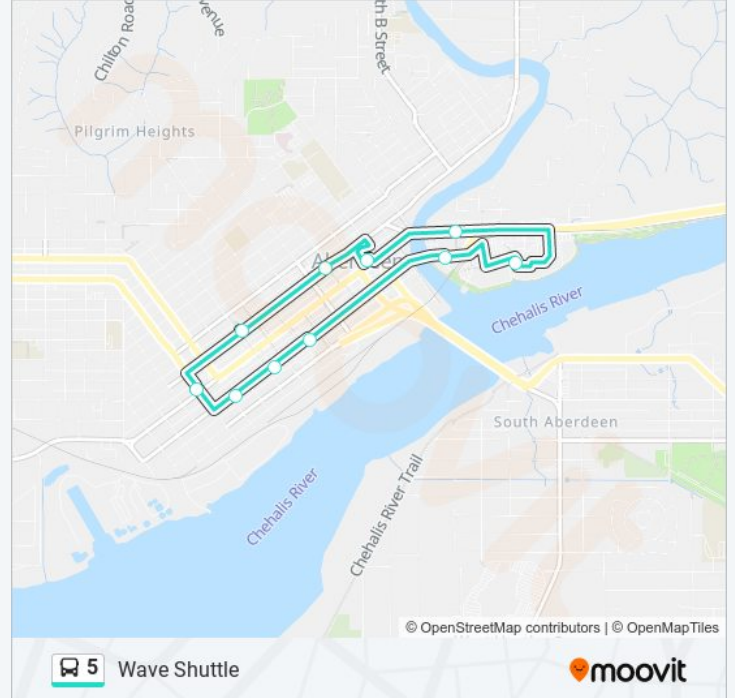 Chilton Road
venue
th B Street
Pilgrim Heights
Aberdeen
Chehalis River
South Aberdeen
Chehalis River
Chehalis River Trail
© OpenStreetMap contributors | © OpenMapTiles
5 Wave Shuttle
moovit